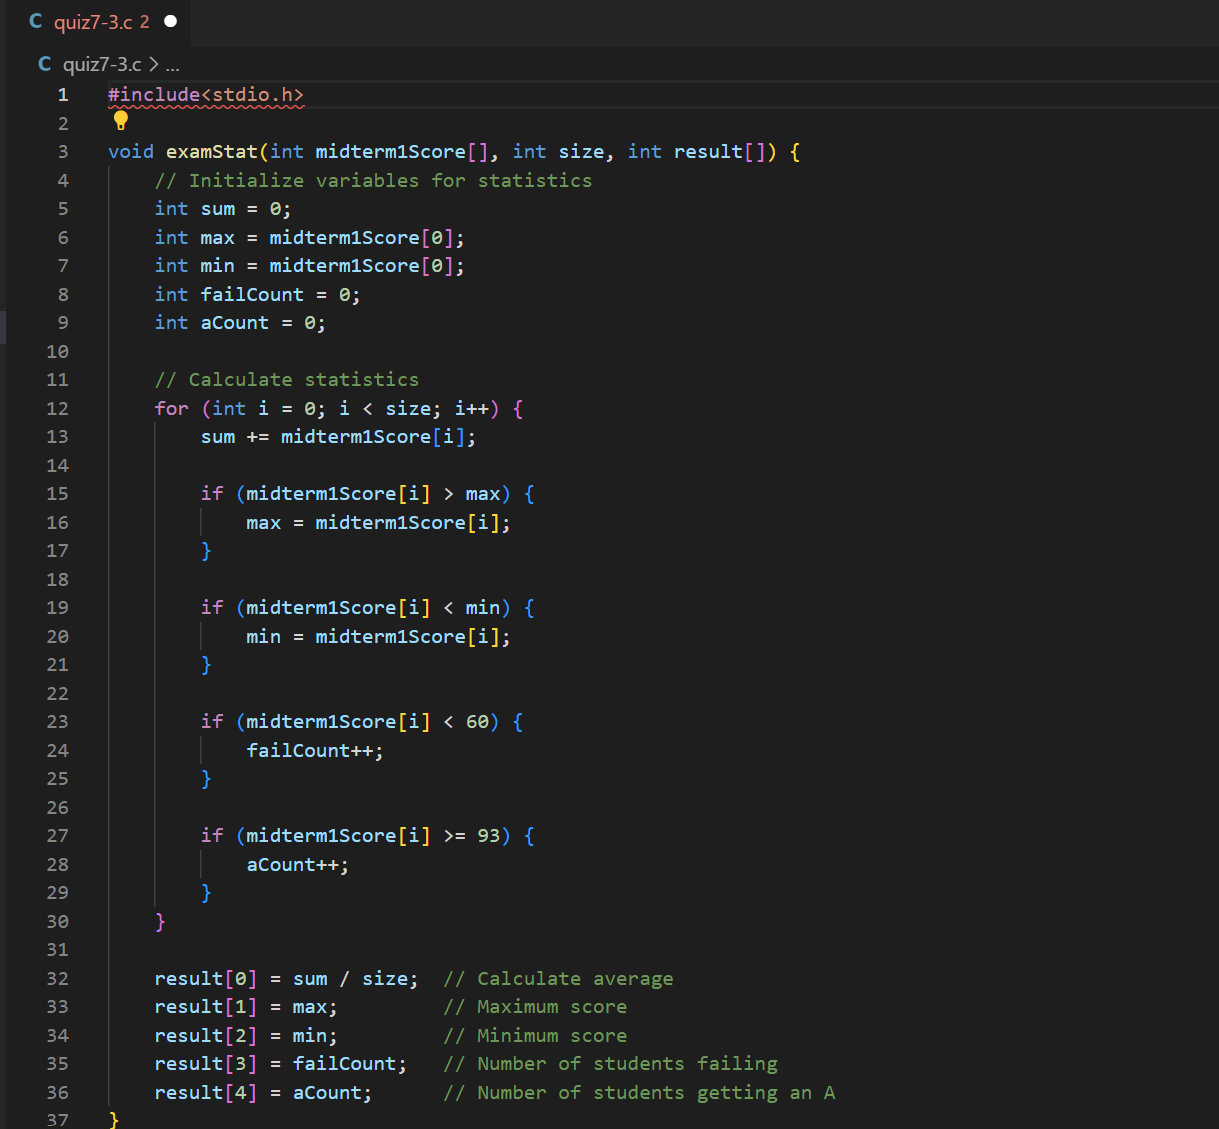 C quiz7-3.c 2
C quiz7-3.c > ...
1 #include<stdio.h>
2
3 void examStat(int midterm1Score[], int size, int result[]) {
4     // Initialize variables for statistics
5     int sum = 0;
6     int max = midterm1Score[0];
7     int min = midterm1Score[0];
8     int failCount = 0;
9     int aCount = 0;
10
11     // Calculate statistics
12     for (int i = 0; i < size; i++) {
13         sum += midterm1Score[i];
14
15         if (midterm1Score[i] > max) {
16             max = midterm1Score[i];
17         }
18
19         if (midterm1Score[i] < min) {
20             min = midterm1Score[i];
21         }
22
23         if (midterm1Score[i] < 60) {
24             failCount++;
25         }
26
27         if (midterm1Score[i] >= 93) {
28             aCount++;
29         }
30     }
31
32     result[0] = sum / size;  // Calculate average
33     result[1] = max;         // Maximum score
34     result[2] = min;         // Minimum score
35     result[3] = failCount;   // Number of students failing
36     result[4] = aCount;      // Number of students getting an A
37 }